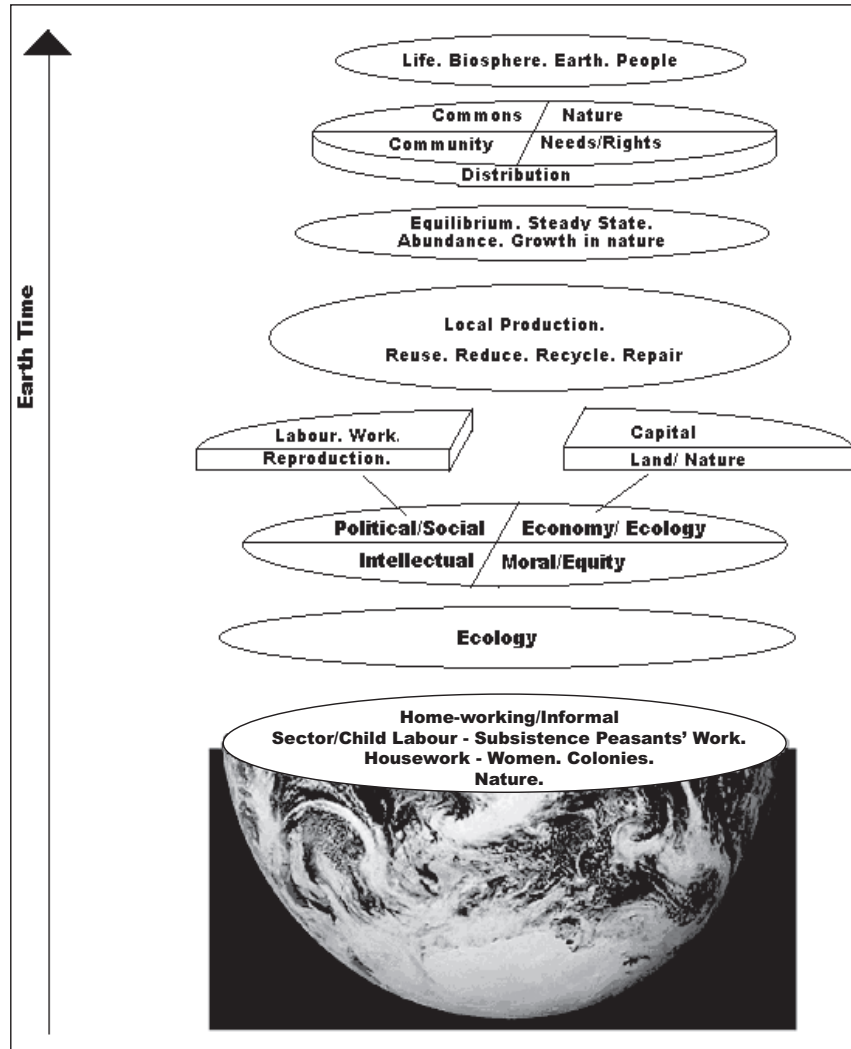 Life. Biosphere. Earth. People
Commons Nature
Community Needs/Rights
Distribution
Equilibrium. Steady State.
Abundance. Growth in nature
Earth Time
Local Production.
Reuse. Reduce. Recycle. Repair
Labour. Work.
Reproduction.
Capital
Land/ Nature
Political/Social Economy/ Ecology
Intellectual Moral/Equity
Ecology
Home-working/Informal
Sector/Child Labour - Subsistence Peasants' Work.
Housework - Women. Colonies.
Nature.